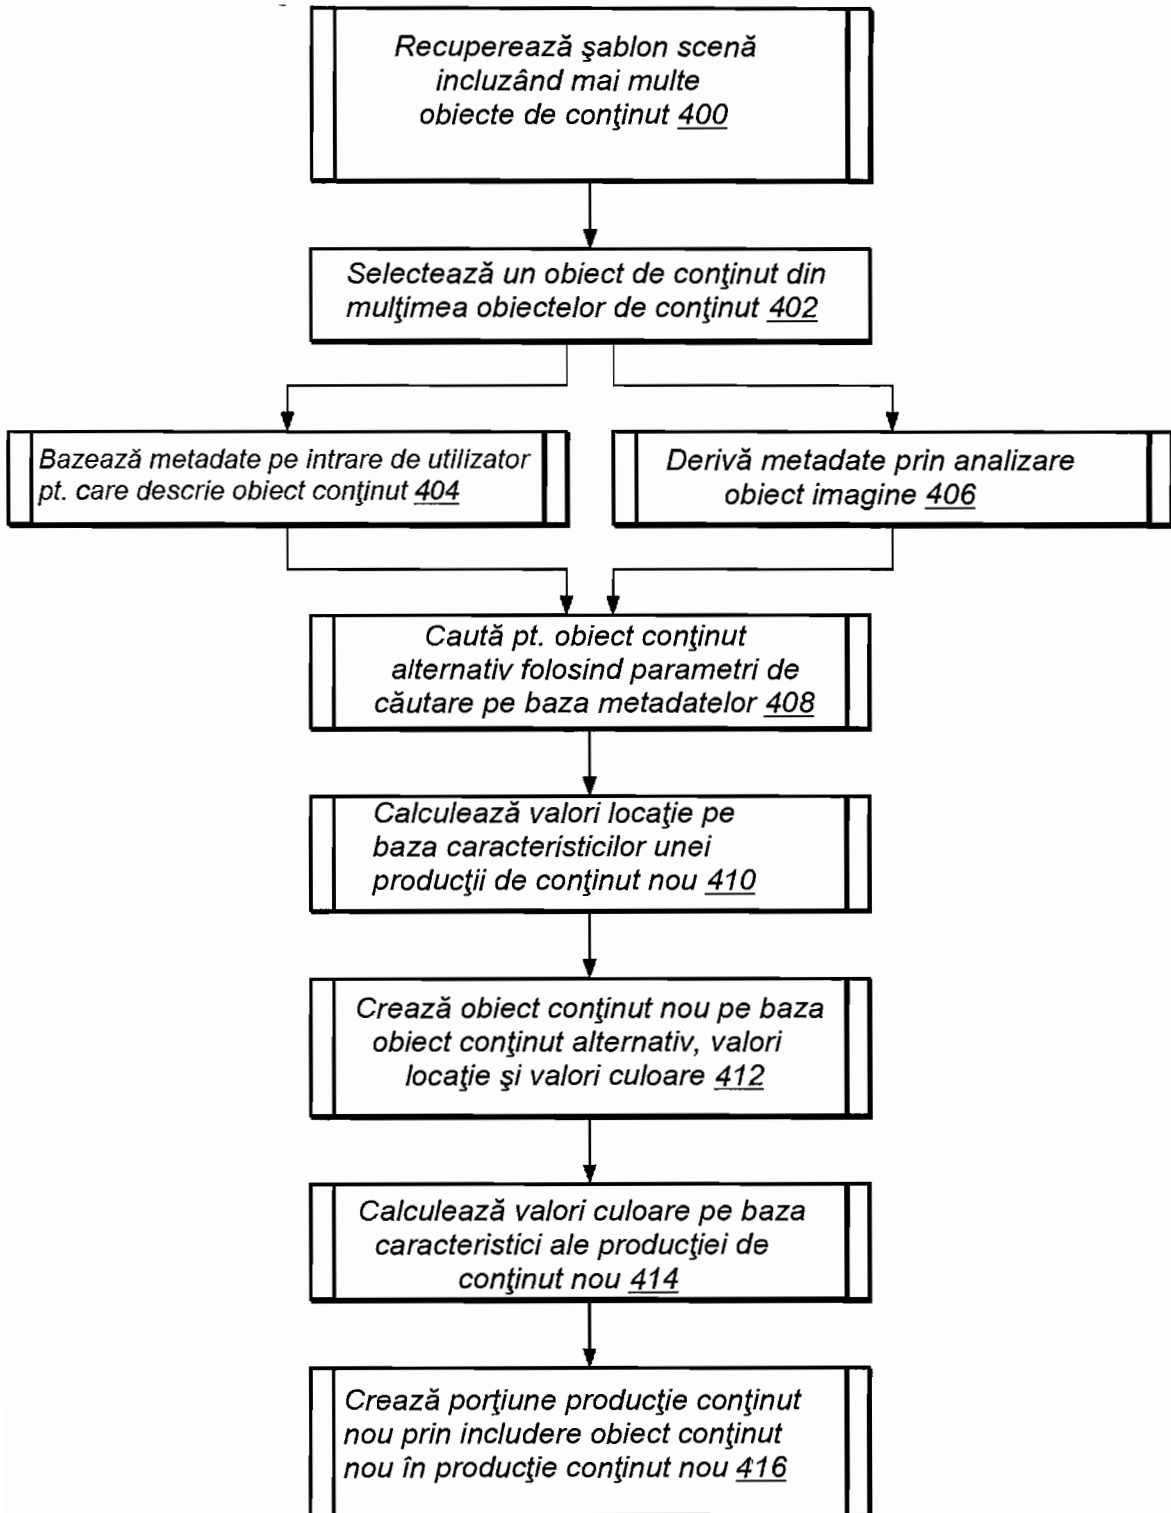 Recuperează şablon scenă
incluzând mai multe
obiecte de conţinut 400
Selectează un obiect de conţinut din
mulţimea obiectelor de conţinut 402
Bazează metadate pe intrare de utilizator
pt. care descrie obiect conţinut 404
Derivă metadate prin analizare
obiect imagine 406
Caută pt. obiect conţinut
alternativ folosind parametri de
căutare pe baza metadatelor 408
Calculează valori locaţie pe
baza caracteristicilor unei
producţii de conţinut nou 410
Crează obiect conţinut nou pe baza
obiect conţinut alternativ, valori
locaţie şi valori culoare 412
Calculează valori culoare pe baza
caracteristici ale producţiei de
conţinut nou 414
Crează porţiune producţie conţinut
nou prin includere obiect conţinut
nou în producţie conţinut nou 416